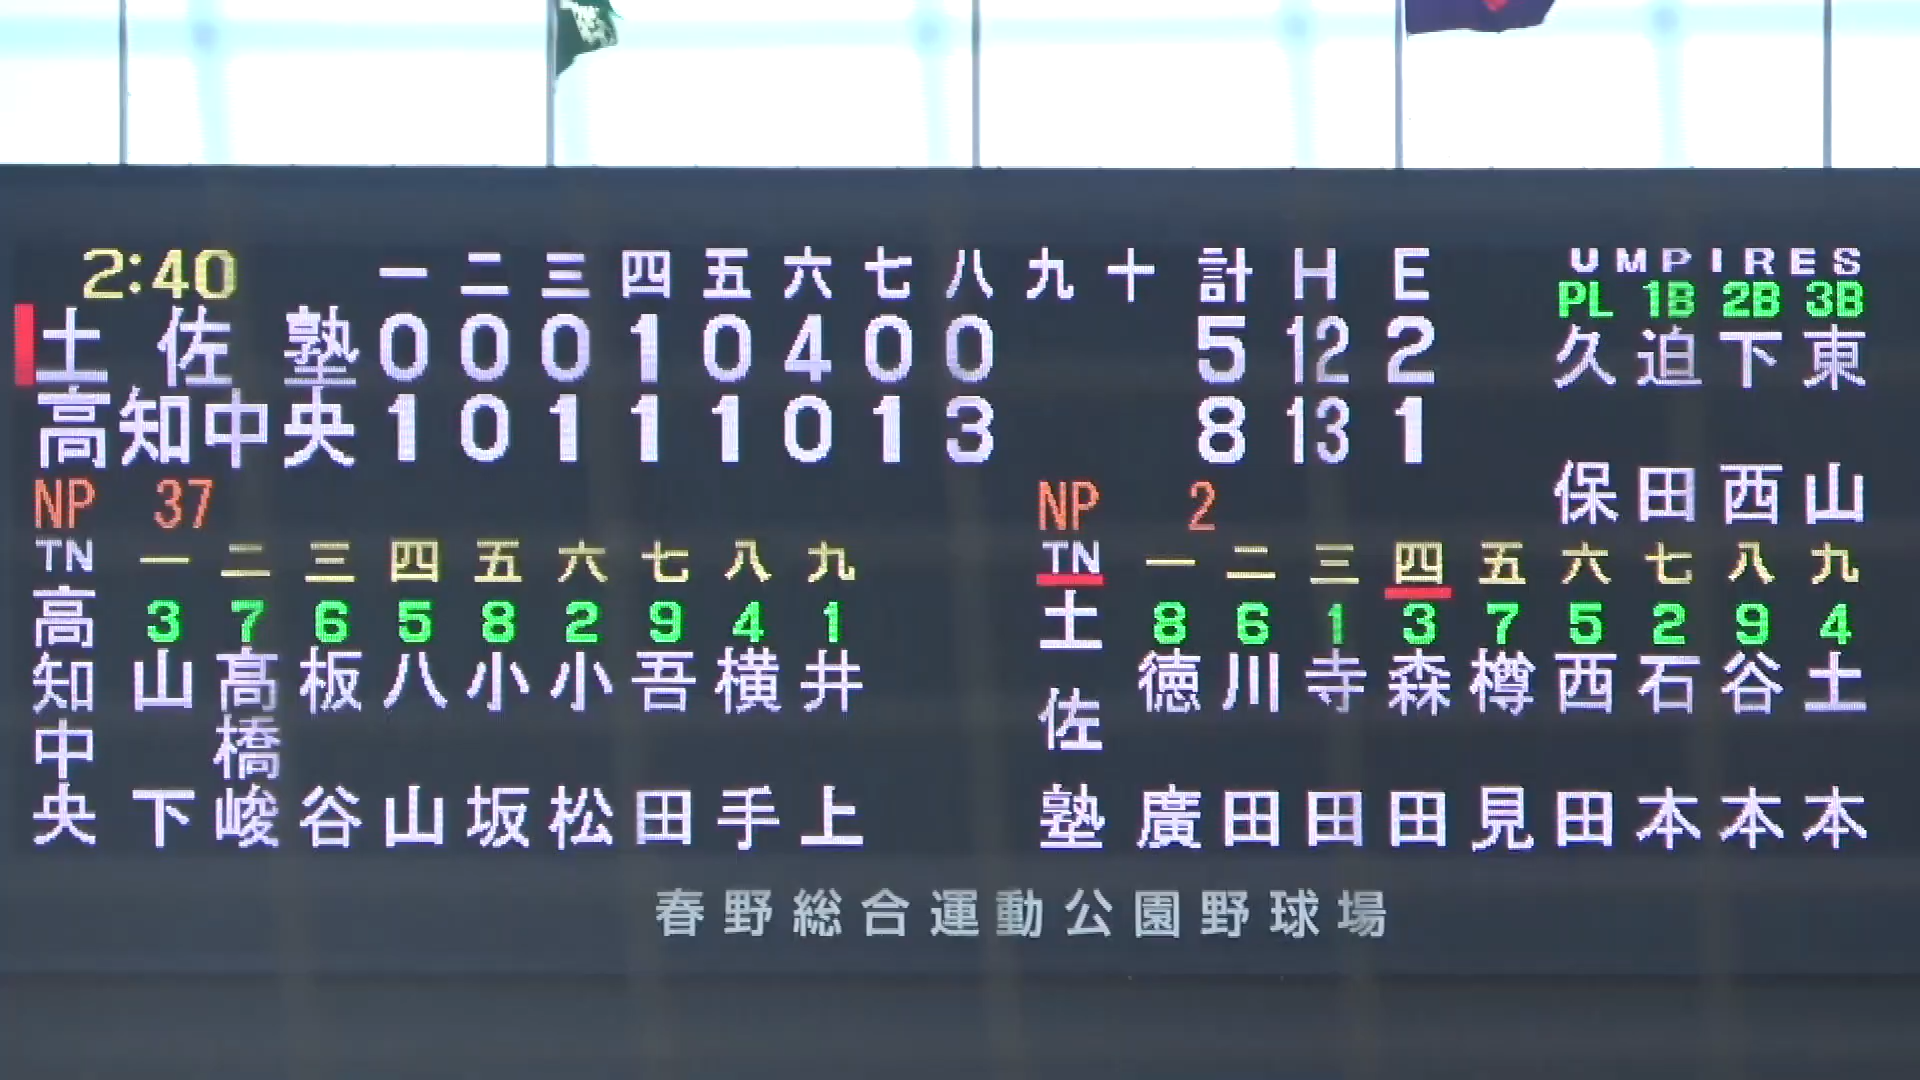 2:40 一 二 三 四 五 六 七 八 九 十 計 H E
土佐塾 0 0 0 1 0 4 0 0 5 12 2
高知中央 1 0 1 1 1 0 1 3 8 13 1
UMPIRES
PL 1B 2B 3B
久保 迫田 下西 東山
NP 37
TN 一 二 三 四 五 六 七 八 九
高知中央
3 7 6 5 8 2 9 4 1
山下 髙橋峻 板谷 八山 小坂 小松 吾田 横手 井上
NP 2
TN 一 二 三 四 五 六 七 八 九
土佐塾
8 6 1 3 7 5 2 9 4
徳廣 川田 寺田 森田 樽見 西田 石本 谷本 土本
春野総合運動公園野球場